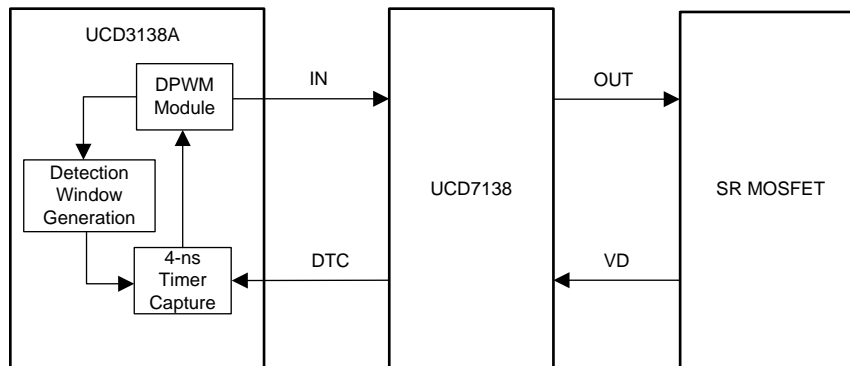 UCD3138A
DPWM
Module
Detection
Window
Generation
4-ns
Timer
Capture
IN
DTC
UCD7138
OUT
VD
SR MOSFET